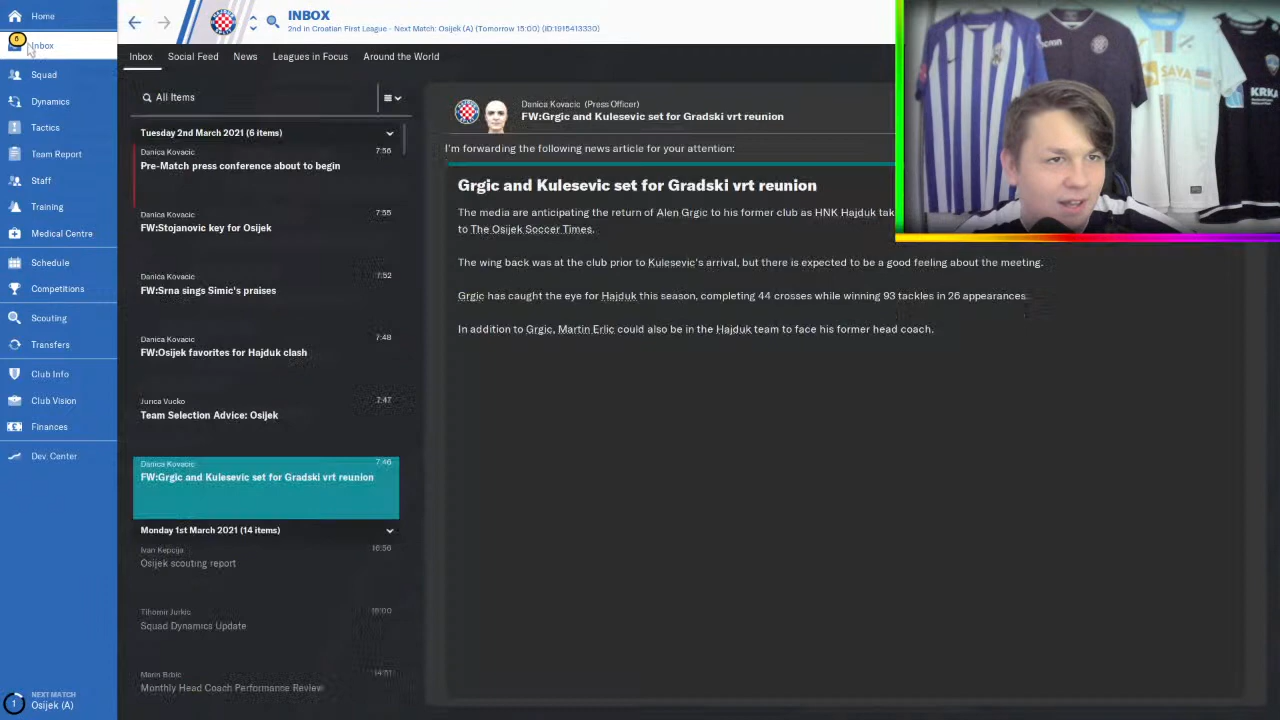 Home
6
Inbox
Squad
Dynamics
Tactics
Team Report
Staff
Training
Medical Centre
Schedule
Competitions
Scouting
Transfers
Club Info
Club Vision
Finances
Dev. Center
1
NEXT MATCH
Osijek (A)
INBOX
2nd in Croatian First League - Next Match: Osijek (A) (Tomorrow 15:00) (ID:1915413330)
Inbox
Social Feed
News
Leagues in Focus
Around the World
All Items
Tuesday 2nd March 2021 (6 items)
Danica Kovacic 7:56
Pre-Match press conference about to begin
Danica Kovacic 7:55
FW:Stojanovic key for Osijek
Danica Kovacic 7:52
FW:Srna sings Simic's praises
Danica Kovacic 7:48
FW:Osijek favorites for Hajduk clash
Jurica Vucko 7:47
Team Selection Advice: Osijek
Danica Kovacic 7:46
FW:Grgic and Kulesevic set for Gradski vrt reunion
Monday 1st March 2021 (14 items)
Ivan Kepcija 16:56
Osijek scouting report
Tihomir Jurkic 16:00
Squad Dynamics Update
Marin Brbic 14:51
Monthly Head Coach Performance Review
Danica Kovacic (Press Officer)
FW:Grgic and Kulesevic set for Gradski vrt reunion
I'm forwarding the following news article for your attention:
Grgic and Kulesevic set for Gradski vrt reunion
The media are anticipating the return of Alen Grgic to his former club as HNK Hajduk tak
to The Osijek Soccer Times.
The wing back was at the club prior to Kulesevic's arrival, but there is expected to be a good feeling about the meeting.
Grgic has caught the eye for Hajduk this season, completing 44 crosses while winning 93 tackles in 26 appearances.
In addition to Grgic, Martin Erlic could also be in the Hajduk team to face his former head coach.
SAVA
KRKA